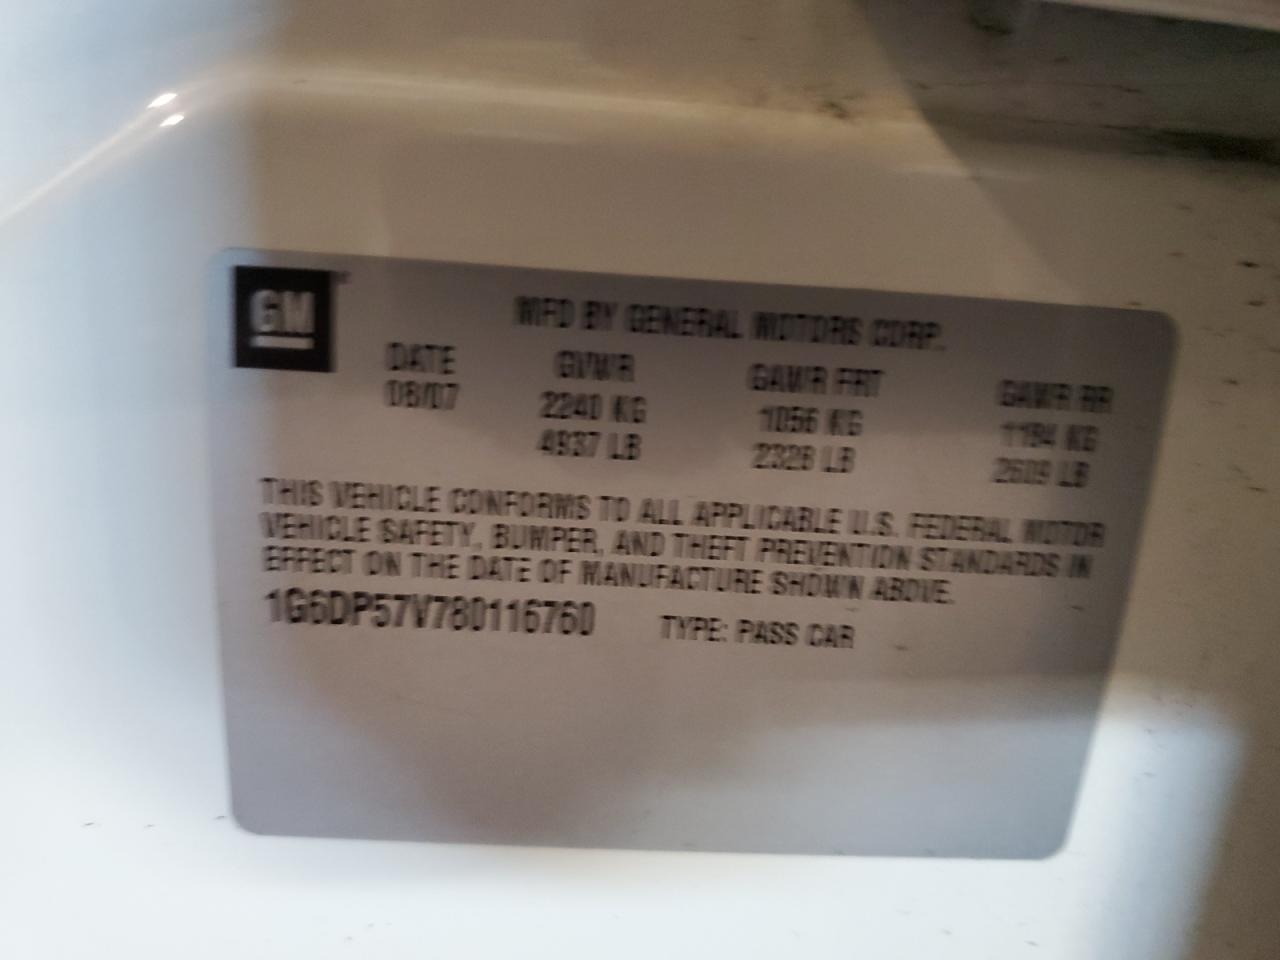 GM
MFD BY GENERAL MOTORS CORP.
DATE GVWR GAWR FRT GAWR RR
08/07 2240 KG 1056 KG 1184 KG
4937 LB 2328 LB 2609 LB
THIS VEHICLE CONFORMS TO ALL APPLICABLE U.S. FEDERAL MOTOR
VEHICLE SAFETY, BUMPER, AND THEFT PREVENTION STANDARDS IN
EFFECT ON THE DATE OF MANUFACTURE SHOWN ABOVE.
1G6DP57V780116760 TYPE: PASS CAR